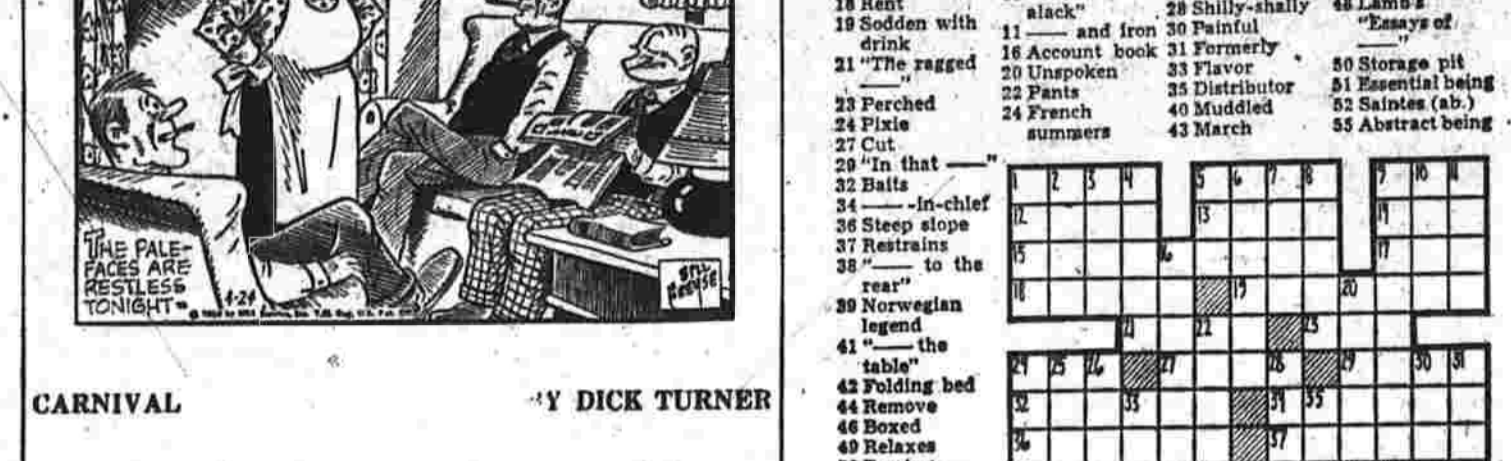 THE PALE-
FACES ARE
RESTLESS
TONIGHT
4-24
CARNIVAL
Y DICK TURNER
18 Rent
19 Sodden with
drink
21 "The ragged
——"
23 Perched
24 Pixie
27 Cut
29 "In that ——"
32 Baits
34 —— -in-chief
36 Steep slope
37 Restrains
38 "—— to the
rear"
39 Norwegian
legend
41 "—— the
table"
42 Folding bed
44 Remove
46 Boxed
49 Relaxes
alack"
11 —— and iron
16 Account book
20 Unspoken
22 Pants
24 French
summers
28 Shilly-shally
30 Painful
31 Formerly
33 Flavor
35 Distributor
40 Muddled
43 March
48 Lamb's
"Essays of
——"
50 Storage pit
51 Essential being
52 Saintes (ab.)
55 Abstract being
1 2 3 4 5 6 7 8 9 10 11
12 13 14
15 16 17
18 19 20
21 22 23
24 25 26 27 28 29 30 31
32 33 34 35
36 37